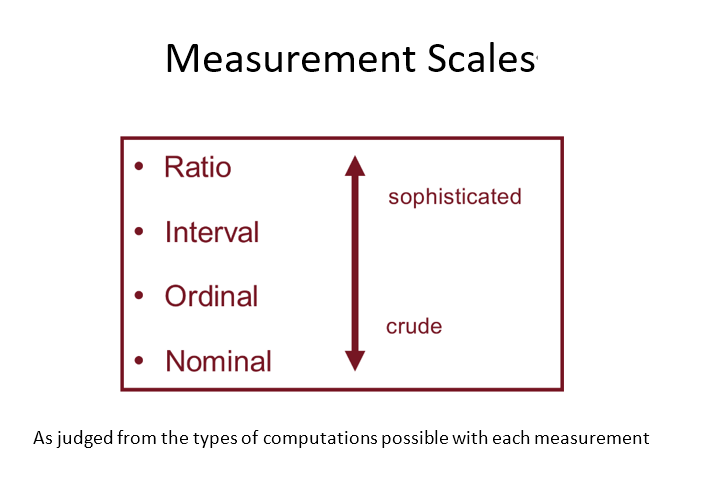 Measurement Scales
• Ratio
sophisticated
• Interval
• Ordinal
crude
• Nominal
As judged from the types of computations possible with each measurement